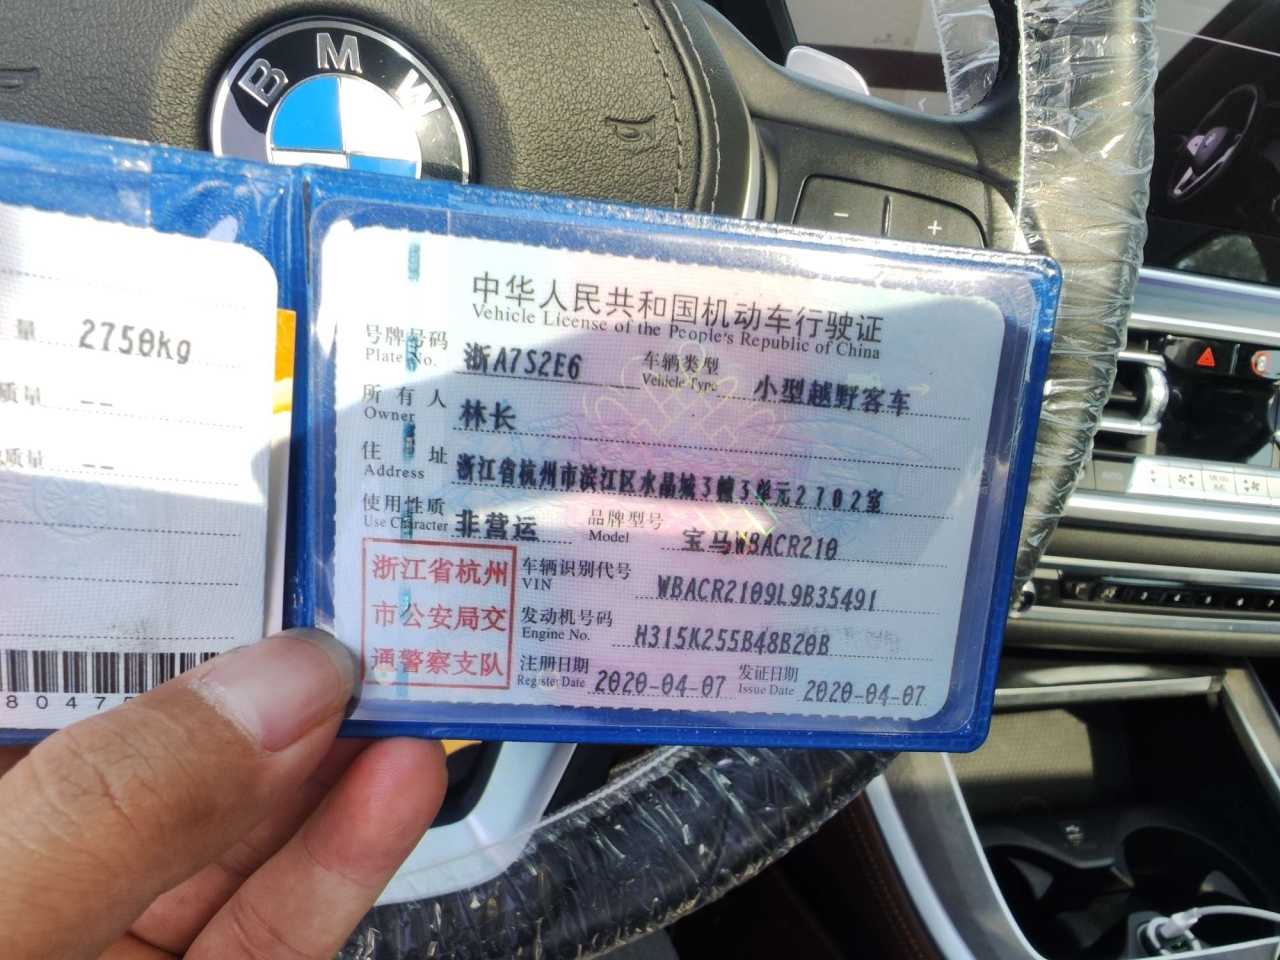 BMW
量 2750kg
质量 --
质量 --
8047
中华人民共和国机动车行驶证
Vehicle License of the People's Republic of China
号牌号码 浙A7S2E6 车辆类型 小型越野客车
Plate No. Vehicle Type
所有人 林长
Owner
住址 浙江省杭州市滨江区水晶城3幢3单元2702室
Address
使用性质 非营运 品牌型号 宝马WBACR210
Use Character Model
浙江省杭州
市公安局交
通警察支队
车辆识别代号 WBACR2109L9B35491
VIN
发动机号码 H315K255B48B20B
Engine No.
注册日期 2020-04-07 发证日期 2020-04-07
Register Date Issue Date
- +